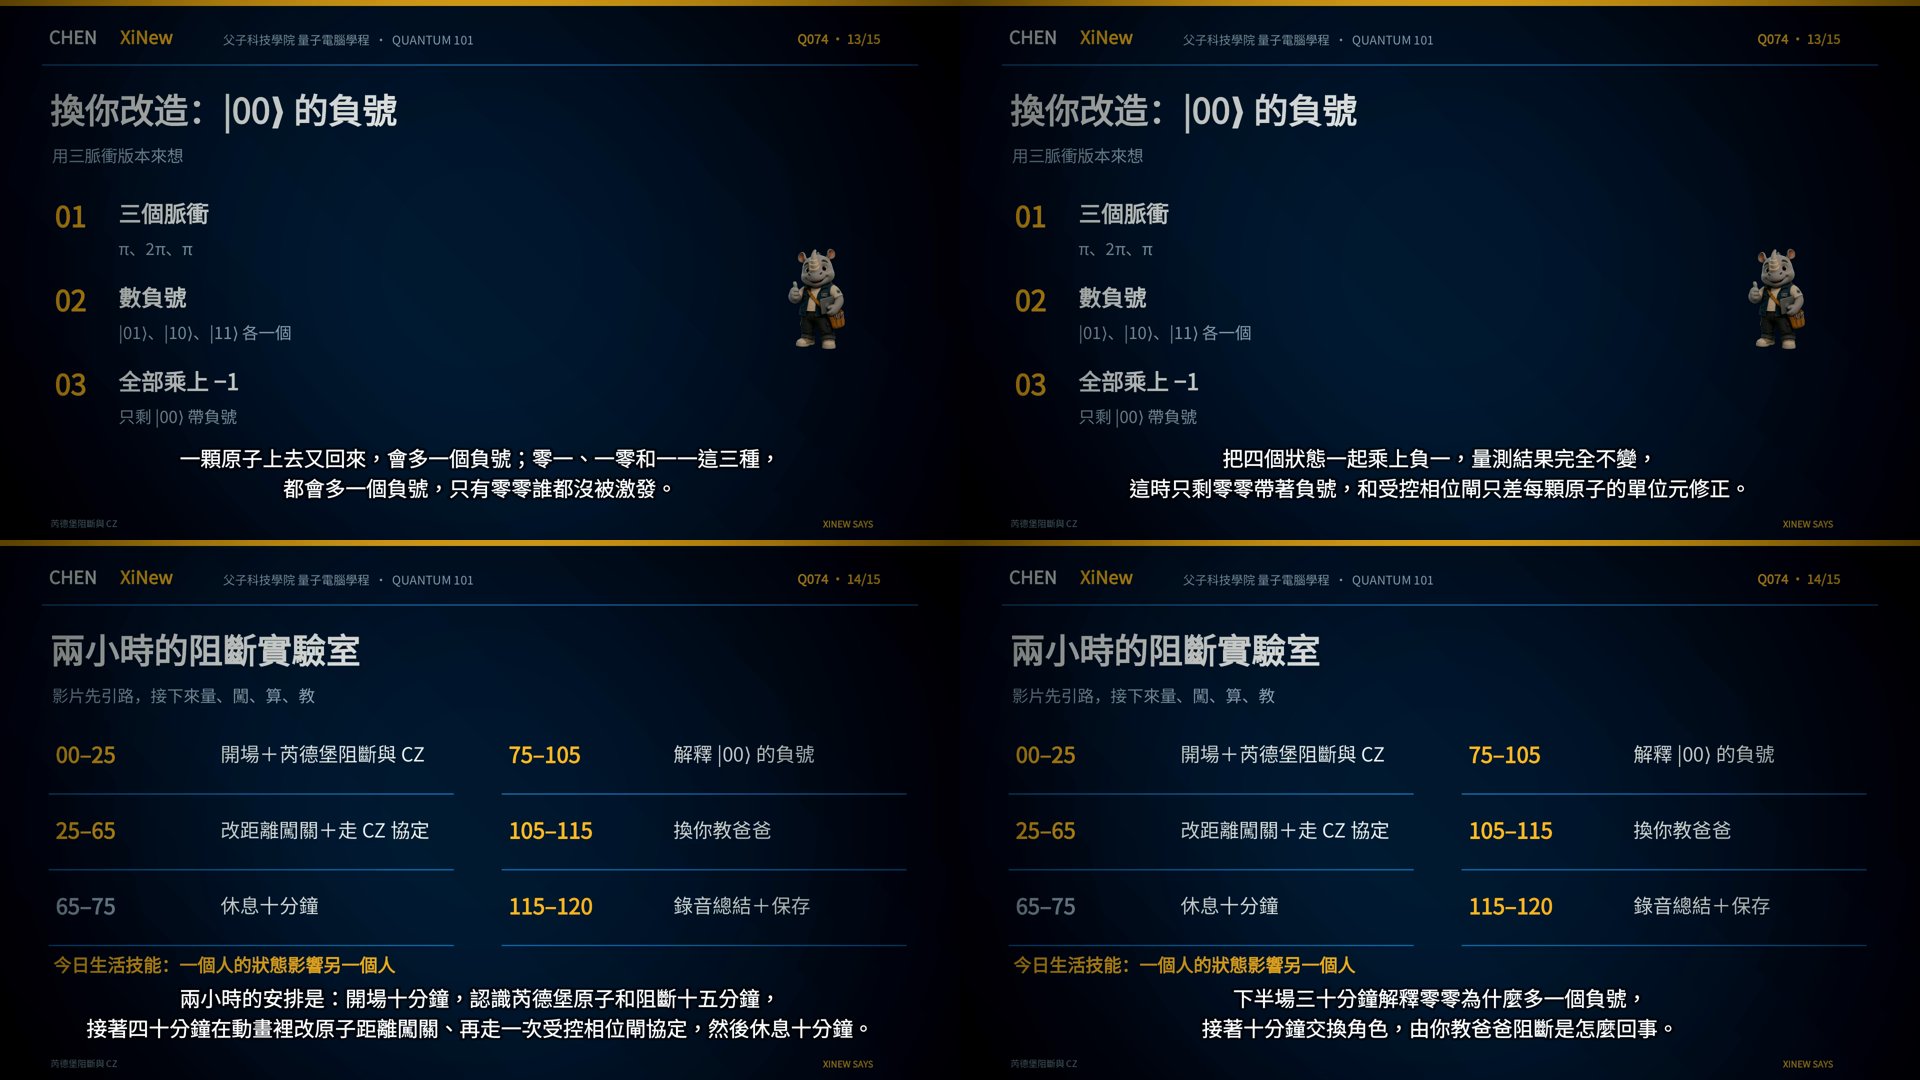 CHEN XiNew 父子科技學院 量子電腦學程 · QUANTUM 101 Q074 · 13/15
換你改造：|00⟩ 的負號
用三脈衝版本來想
01 三個脈衝
π、2π、π
02 數負號
|01⟩、|10⟩、|11⟩ 各一個
03 全部乘上 −1
只剩 |00⟩ 帶負號
一顆原子上去又回來，會多一個負號；零一、一零和一一這三種，
都會多一個負號，只有零零誰都沒被激發。
芮德堡阻斷與 CZ XINEW SAYS
CHEN XiNew 父子科技學院 量子電腦學程 · QUANTUM 101 Q074 · 13/15
換你改造：|00⟩ 的負號
用三脈衝版本來想
01 三個脈衝
π、2π、π
02 數負號
|01⟩、|10⟩、|11⟩ 各一個
03 全部乘上 −1
只剩 |00⟩ 帶負號
把四個狀態一起乘上負一，量測結果完全不變，
這時只剩零零帶著負號，和受控相位閘只差每顆原子的單位元修正。
芮德堡阻斷與 CZ XINEW SAYS
CHEN XiNew 父子科技學院 量子電腦學程 · QUANTUM 101 Q074 · 14/15
兩小時的阻斷實驗室
影片先引路，接下來量、闖、算、教
00–25 開場＋芮德堡阻斷與 CZ 75–105 解釋 |00⟩ 的負號
25–65 改距離闖關＋走 CZ 協定 105–115 換你教爸爸
65–75 休息十分鐘 115–120 錄音總結＋保存
今日生活技能：一個人的狀態影響另一個人
兩小時的安排是：開場十分鐘，認識芮德堡原子和阻斷十五分鐘，
接著四十分鐘在動畫裡改原子距離闖關、再走一次受控相位閘協定，然後休息十分鐘。
芮德堡阻斷與 CZ XINEW SAYS
CHEN XiNew 父子科技學院 量子電腦學程 · QUANTUM 101 Q074 · 14/15
兩小時的阻斷實驗室
影片先引路，接下來量、闖、算、教
00–25 開場＋芮德堡阻斷與 CZ 75–105 解釋 |00⟩ 的負號
25–65 改距離闖關＋走 CZ 協定 105–115 換你教爸爸
65–75 休息十分鐘 115–120 錄音總結＋保存
今日生活技能：一個人的狀態影響另一個人
下半場三十分鐘解釋零零為什麼多一個負號，
接著十分鐘交換角色，由你教爸爸阻斷是怎麼回事。
芮德堡阻斷與 CZ XINEW SAYS